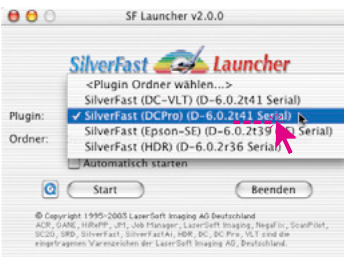 SF Launcher v2.0.0
SilverFast Launcher
<Plugin Ordner wählen...>
SilverFast (DC-VLT) (D-6.0.2t41 Serial)
Plugin:
✓ SilverFast (DCPro) (D-6.0.2t41 Serial)
SilverFast (Epson-SE) (D-6.0.2t39 Serial)
Ordner:
SilverFast (HDR) (D-6.0.2r36 Serial)
Automatisch starten
Start
Beenden
© Copyright 1995-2003 LaserSoft Imaging AG Deutschland
ACR, GANE, HiRePP, JM, Job Manager, LaserSoft Imaging, NegaFix, ScanPilot,
SC2G, SRD, SilverFast, SilverFastAi, HDR, DC, DC Pro, VLT sind die
eingetragenen Warenzeichen der LaserSoft Imaging AG, Deutschland.